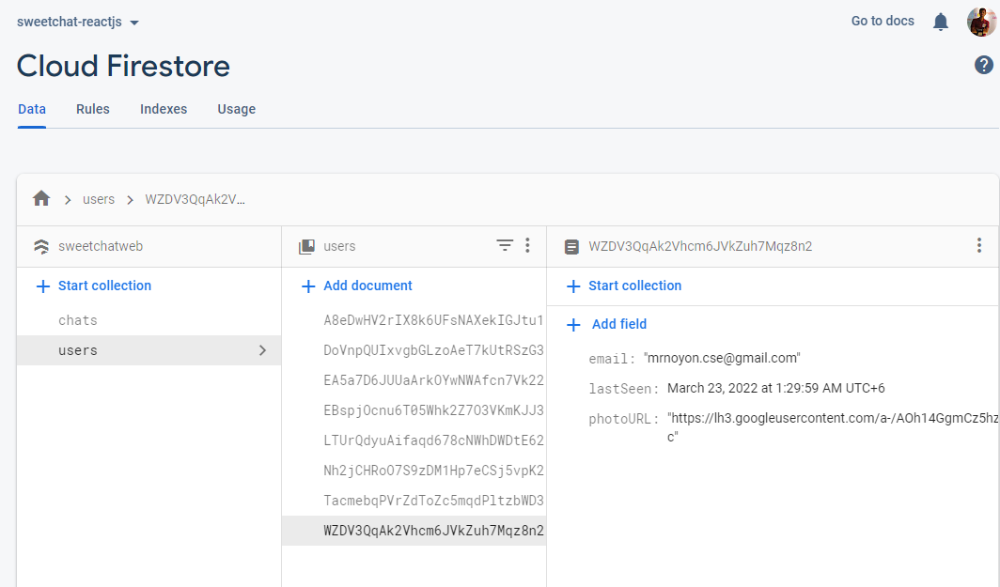 sweetchat-reactjs
Go to docs
Cloud Firestore
Data Rules Indexes Usage
users WZDV3QqAk2V...
sweetchatweb
users
WZDV3QqAk2Vhcm6JVkZuh7Mqz8n2
+ Start collection
chats
users
+ Add document
A8eDwHV2rIX8k6UFsNAXekIGJtu1
DoVnpQUIxvgbGLzoAeT7kUtRSzG3
EA5a7D6JUUaArkOYwNWAfcn7Vk22
EBspjOcnu6T05Whk2Z7O3VKmKJJ3
LTUrQdyuAifaqd678cNWhDWDtE62
Nh2jCHRoO7S9zDM1Hp7eCSj5vpK2
TacmebqPVrZdToZc5mqdPltzbWD3
WZDV3QqAk2Vhcm6JVkZuh7Mqz8n2
+ Start collection
+ Add field
email: "mrnoyon.cse@gmail.com"
lastSeen: March 23, 2022 at 1:29:59 AM UTC+6
photoURL: "https://lh3.googleusercontent.com/a-/AOh14GgmCz5hz
c"